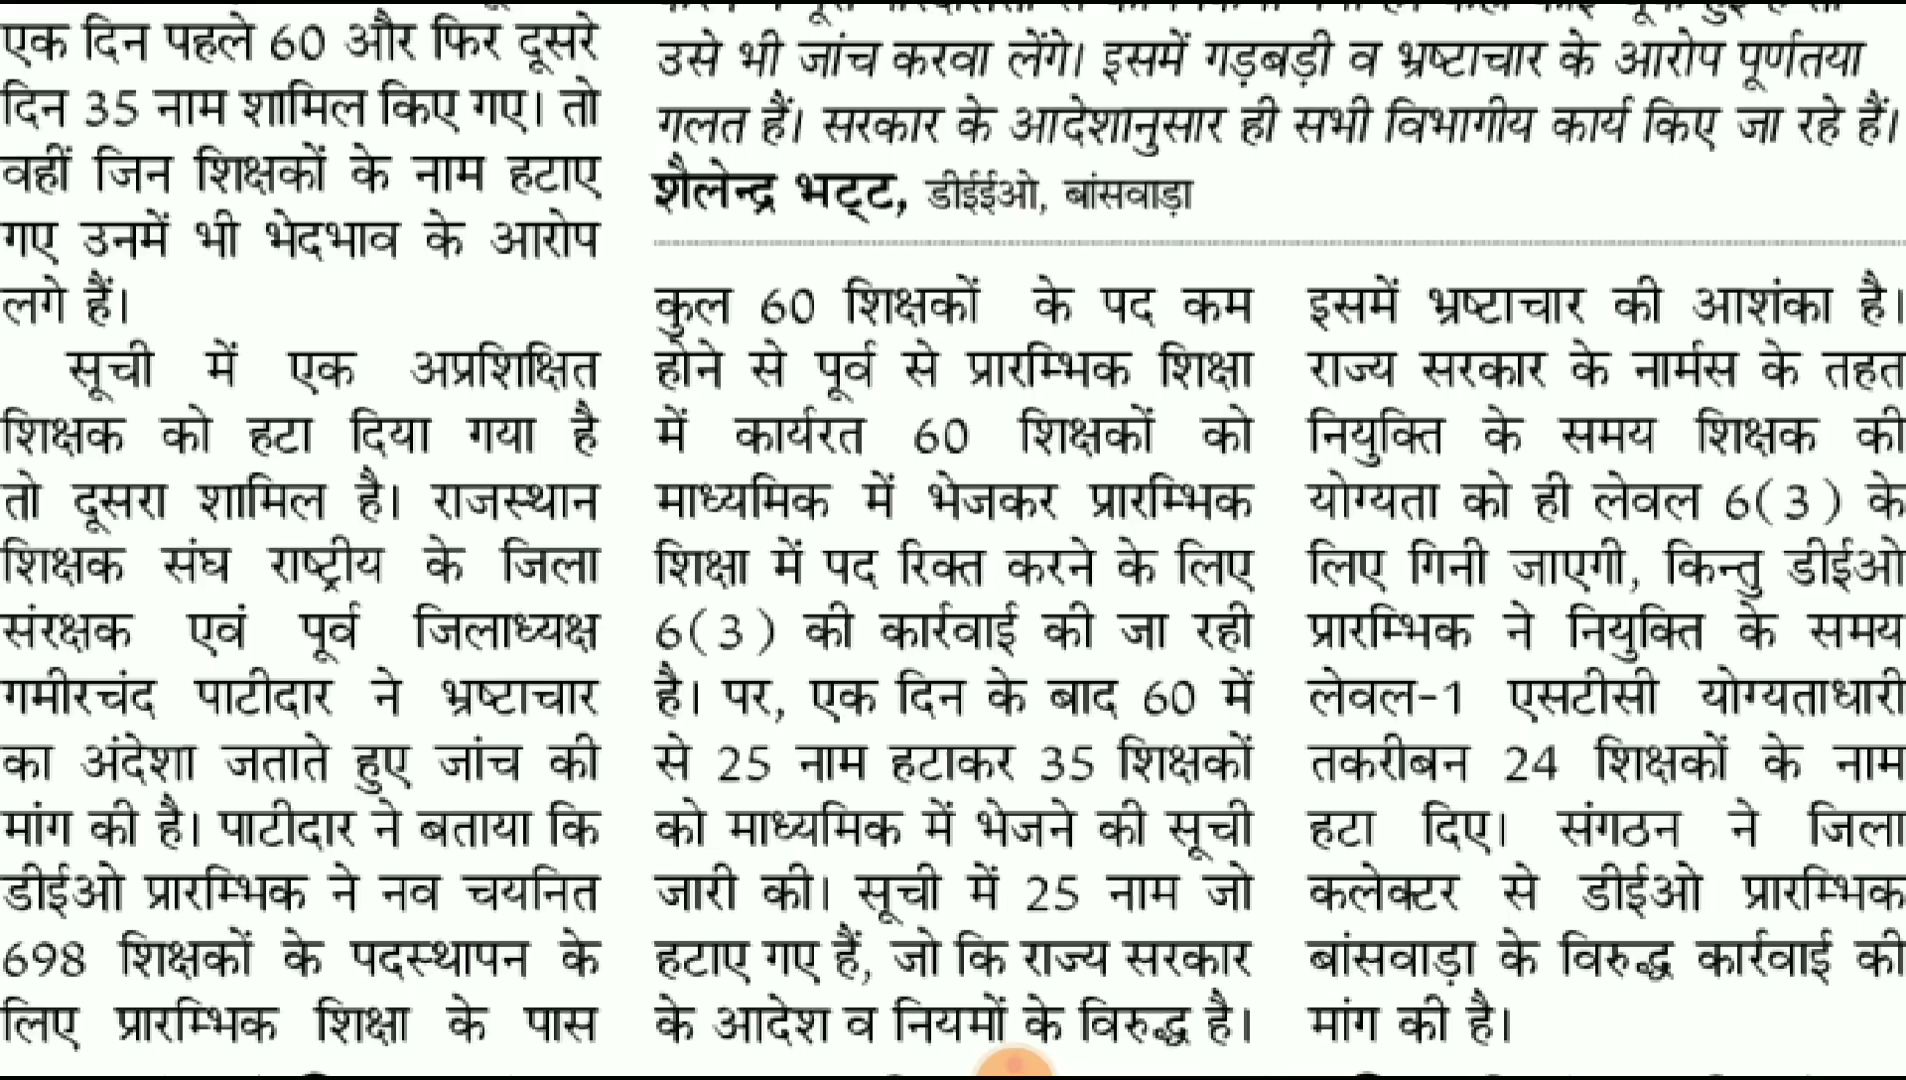 एक दिन पहले 60 और फिर दूसरे
दिन 35 नाम शामिल किए गए। तो
वहीं जिन शिक्षकों के नाम हटाए
गए उनमें भी भेदभाव के आरोप
लगे हैं।
सूची में एक अप्रशिक्षित
शिक्षक को हटा दिया गया है
तो दूसरा शामिल है। राजस्थान
शिक्षक संघ राष्ट्रीय के जिला
संरक्षक एवं पूर्व जिलाध्यक्ष
गमीरचंद पाटीदार ने भ्रष्टाचार
का अंदेशा जताते हुए जांच की
मांग की है। पाटीदार ने बताया कि
डीईओ प्रारम्भिक ने नव चयनित
698 शिक्षकों के पदस्थापन के
लिए प्रारम्भिक शिक्षा के पास
उसे भी जांच करवा लेंगे। इसमें गड़बड़ी व भ्रष्टाचार के आरोप पूर्णतया
गलत हैं। सरकार के आदेशानुसार ही सभी विभागीय कार्य किए जा रहे हैं।
शैलेन्द्र भट्ट, डीईईओ, बांसवाड़ा
कुल 60 शिक्षकों के पद कम
होने से पूर्व से प्रारम्भिक शिक्षा
में कार्यरत 60 शिक्षकों को
माध्यमिक में भेजकर प्रारम्भिक
शिक्षा में पद रिक्त करने के लिए
6(3) की कार्रवाई की जा रही
है। पर, एक दिन के बाद 60 में
से 25 नाम हटाकर 35 शिक्षकों
को माध्यमिक में भेजने की सूची
जारी की। सूची में 25 नाम जो
हटाए गए हैं, जो कि राज्य सरकार
के आदेश व नियमों के विरुद्ध है।
इसमें भ्रष्टाचार की आशंका है।
राज्य सरकार के नार्मस के तहत
नियुक्ति के समय शिक्षक की
योग्यता को ही लेवल 6(3) के
लिए गिनी जाएगी, किन्तु डीईओ
प्रारम्भिक ने नियुक्ति के समय
लेवल-1 एसटीसी योग्यताधारी
तकरीबन 24 शिक्षकों के नाम
हटा दिए। संगठन ने जिला
कलेक्टर से डीईओ प्रारम्भिक
बांसवाड़ा के विरुद्ध कार्रवाई की
मांग की है।